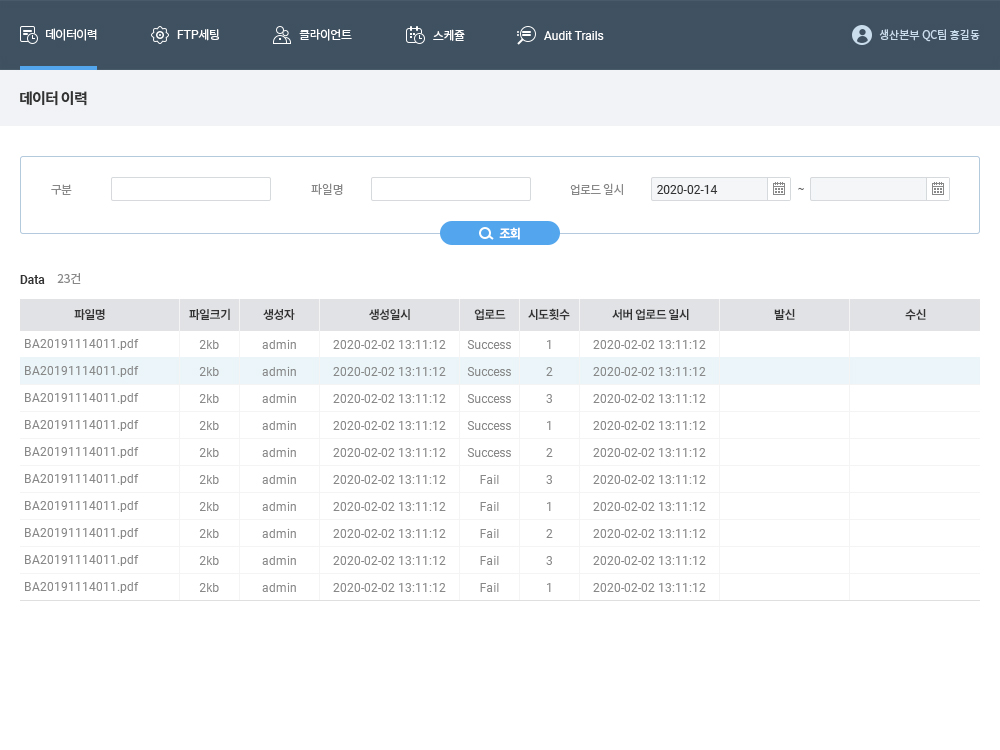 데이터이력 FTP세팅 클라이언트 스케쥴 Audit Trails 생산본부 QC팀 홍길동
데이터 이력
구분 파일명 업로드 일시 2020-02-14 ~
조회
Data 23건
파일명 파일크기 생성자 생성일시 업로드 시도횟수 서버 업로드 일시 발신 수신
BA20191114011.pdf 2kb admin 2020-02-02 13:11:12 Success 1 2020-02-02 13:11:12
BA20191114011.pdf 2kb admin 2020-02-02 13:11:12 Success 2 2020-02-02 13:11:12
BA20191114011.pdf 2kb admin 2020-02-02 13:11:12 Success 3 2020-02-02 13:11:12
BA20191114011.pdf 2kb admin 2020-02-02 13:11:12 Success 1 2020-02-02 13:11:12
BA20191114011.pdf 2kb admin 2020-02-02 13:11:12 Success 2 2020-02-02 13:11:12
BA20191114011.pdf 2kb admin 2020-02-02 13:11:12 Fail 3 2020-02-02 13:11:12
BA20191114011.pdf 2kb admin 2020-02-02 13:11:12 Fail 1 2020-02-02 13:11:12
BA20191114011.pdf 2kb admin 2020-02-02 13:11:12 Fail 2 2020-02-02 13:11:12
BA20191114011.pdf 2kb admin 2020-02-02 13:11:12 Fail 3 2020-02-02 13:11:12
BA20191114011.pdf 2kb admin 2020-02-02 13:11:12 Fail 1 2020-02-02 13:11:12